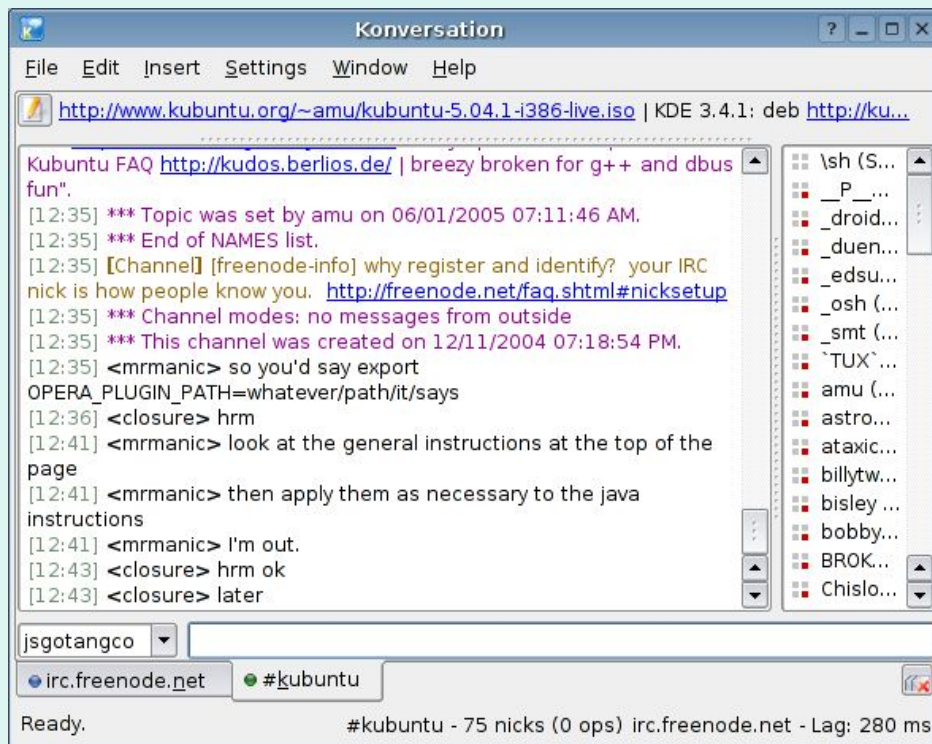 Konversation
File Edit Insert Settings Window Help
http://www.kubuntu.org/~amu/kubuntu-5.04.1-i386-live.iso | KDE 3.4.1: deb http://ku...
Kubuntu FAQ http://kudos.berlios.de/ | breezy broken for g++ and dbus
fun".
[12:35] *** Topic was set by amu on 06/01/2005 07:11:46 AM.
[12:35] *** End of NAMES list.
[12:35] [Channel] [freenode-info] why register and identify? your IRC
nick is how people know you. http://freenode.net/faq.shtml#nicksetup
[12:35] *** Channel modes: no messages from outside
[12:35] *** This channel was created on 12/11/2004 07:18:54 PM.
[12:35] <mrmanic> so you'd say export
OPERA_PLUGIN_PATH=whatever/path/it/says
[12:36] <closure> hrm
[12:41] <mrmanic> look at the general instructions at the top of the
page
[12:41] <mrmanic> then apply them as necessary to the java
instructions
[12:41] <mrmanic> I'm out.
[12:43] <closure> hrm ok
[12:43] <closure> later
\sh (S...
__P__...
_droid...
_duen...
_edsu...
_osh (...
_smt (...
`TUX`...
amu (...
astro...
ataxic...
billytw...
bisley ...
bobby...
BROK...
Chislo...
jsgotangco
irc.freenode.net #kubuntu
Ready. #kubuntu - 75 nicks (0 ops) irc.freenode.net - Lag: 280 ms